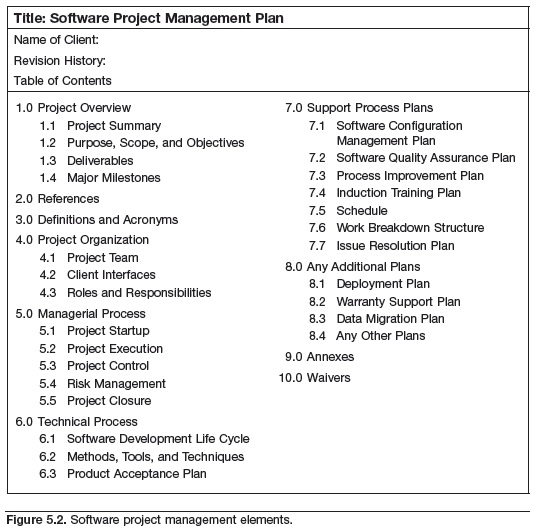 Title: Software Project Management Plan
Name of Client:
Revision History:
Table of Contents
1.0 Project Overview
1.1 Project Summary
1.2 Purpose, Scope, and Objectives
1.3 Deliverables
1.4 Major Milestones
2.0 References
3.0 Definitions and Acronyms
4.0 Project Organization
4.1 Project Team
4.2 Client Interfaces
4.3 Roles and Responsibilities
5.0 Managerial Process
5.1 Project Startup
5.2 Project Execution
5.3 Project Control
5.4 Risk Management
5.5 Project Closure
6.0 Technical Process
6.1 Software Development Life Cycle
6.2 Methods, Tools, and Techniques
6.3 Product Acceptance Plan
7.0 Support Process Plans
7.1 Software Configuration
Management Plan
7.2 Software Quality Assurance Plan
7.3 Process Improvement Plan
7.4 Induction Training Plan
7.5 Schedule
7.6 Work Breakdown Structure
7.7 Issue Resolution Plan
8.0 Any Additional Plans
8.1 Deployment Plan
8.2 Warranty Support Plan
8.3 Data Migration Plan
8.4 Any Other Plans
9.0 Annexes
10.0 Waivers
Figure 5.2. Software project management elements.